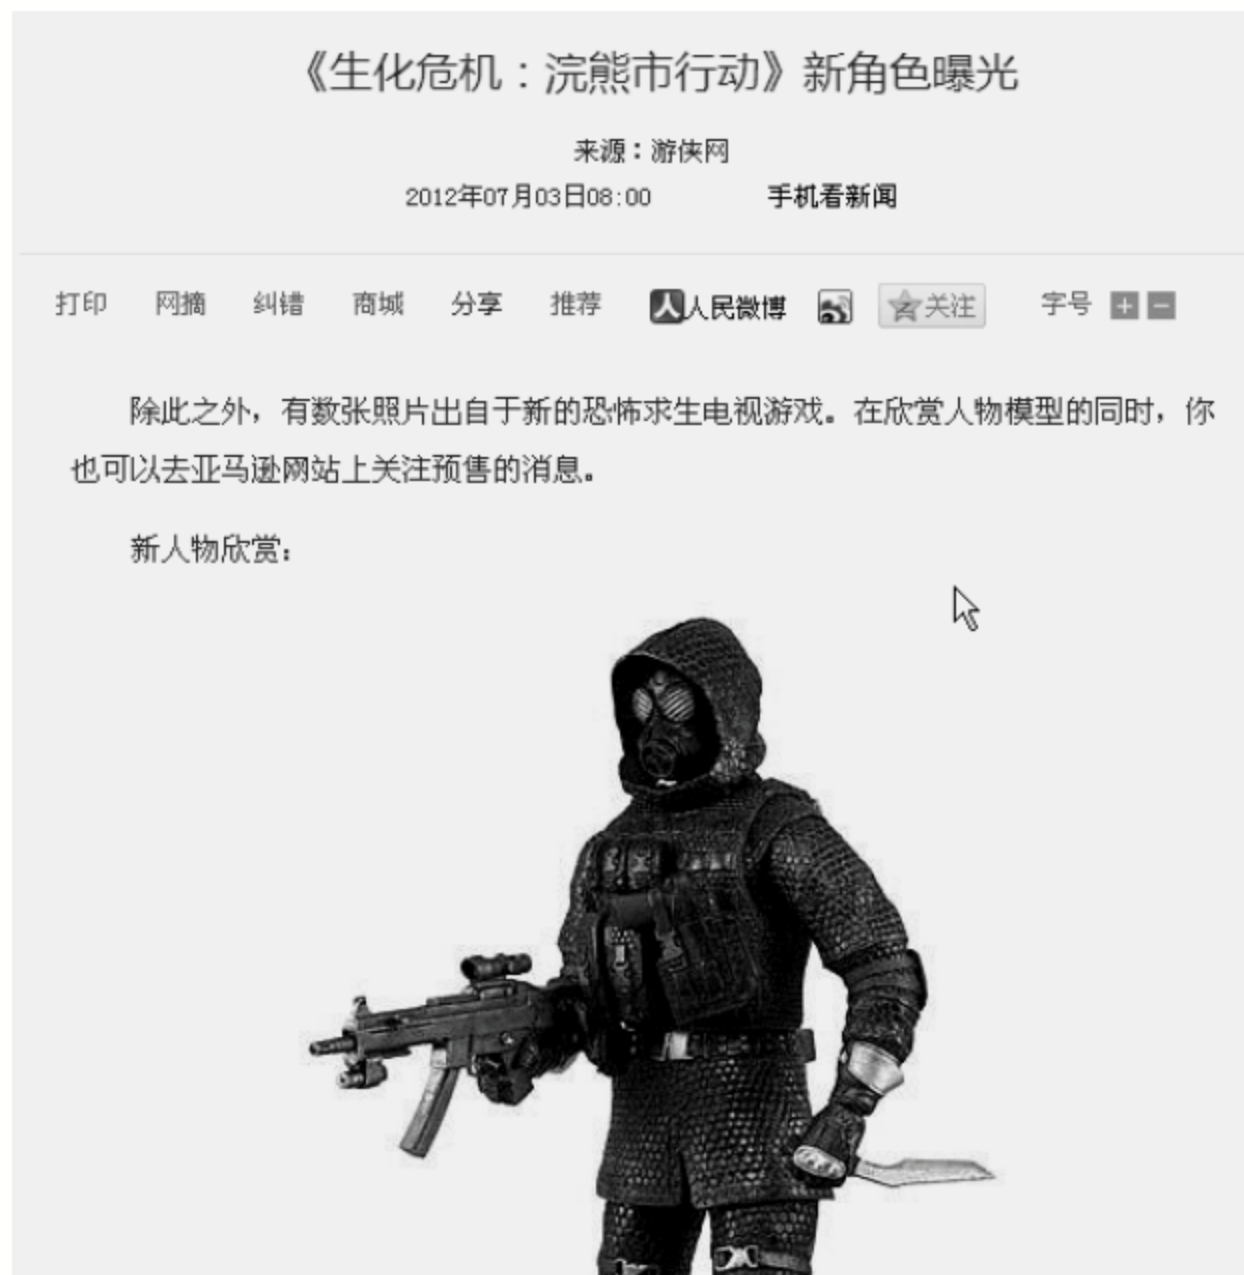 《生化危机：浣熊市行动》新角色曝光
来源：游侠网
2012年07月03日08:00 手机看新闻
打印 网摘 纠错 商城 分享 推荐 人 人民微博 关注 字号 + −
除此之外，有数张照片出自于新的恐怖求生电视游戏。在欣赏人物模型的同时，你
也可以去亚马逊网站上关注预售的消息。
新人物欣赏：